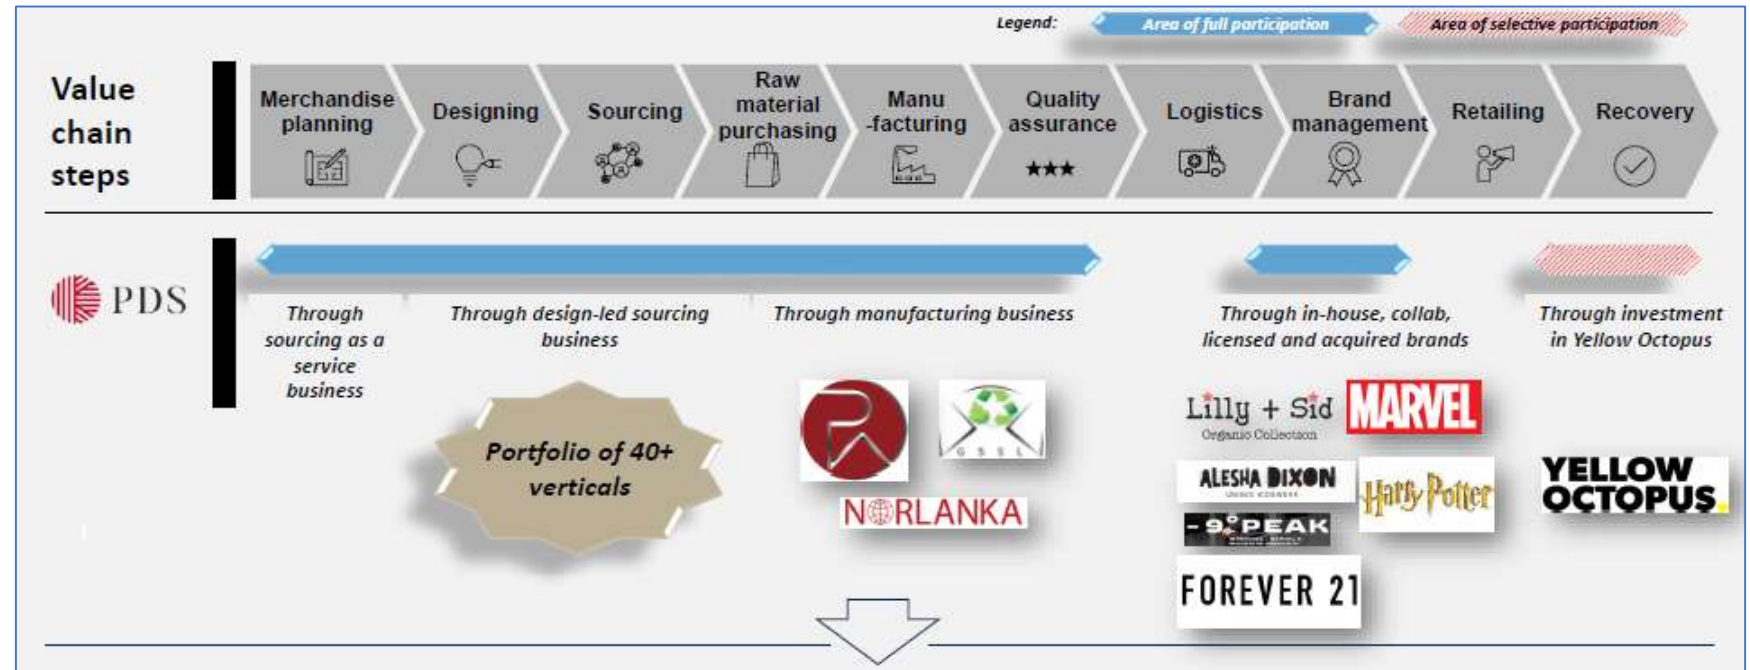 Legend:
Area of full participation
Area of selective participation
Value
chain
steps
Merchandise
planning
Designing
Sourcing
Raw
material
purchasing
Manu
-facturing
Quality
assurance
Logistics
Brand
management
Retailing
Recovery
PDS
Through
sourcing as a
service
business
Through design-led sourcing
business
Through manufacturing business
Through in-house, collab,
licensed and acquired brands
Through investment
in Yellow Octopus
Portfolio of 40+
verticals
GSSL
NORLANKA
Lilly + Sid
Organic Collection
MARVEL
ALESHA DIXON
Harry Potter
- 9° PEAK
FOREVER 21
YELLOW
OCTOPUS.